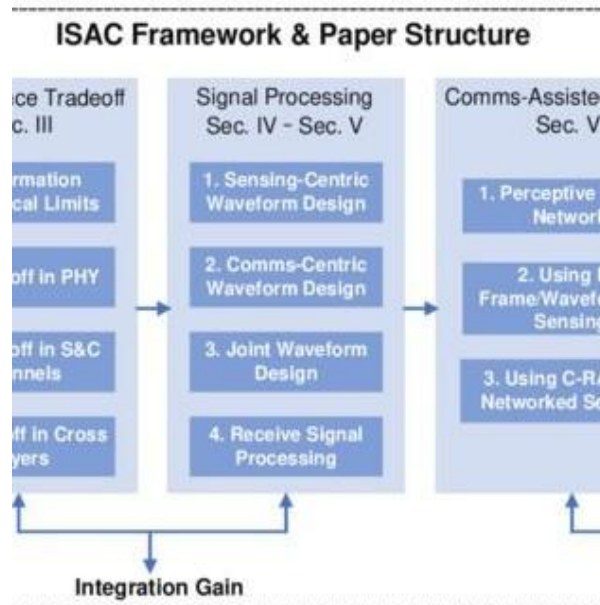 ISAC Framework & Paper Structure
ce Tradeoff
c. III
rmation
cal Limits
off in PHY
off in S&C
nnels
ff in Cross
yers
Signal Processing
Sec. IV - Sec. V
1. Sensing-Centric
Waveform Design
2. Comms-Centric
Waveform Design
3. Joint Waveform
Design
4. Receive Signal
Processing
Comms-Assiste
Sec. V
1. Perceptive
Network
2. Using
Frame/Wavefo
Sensing
3. Using C-RA
Networked Se
Integration Gain